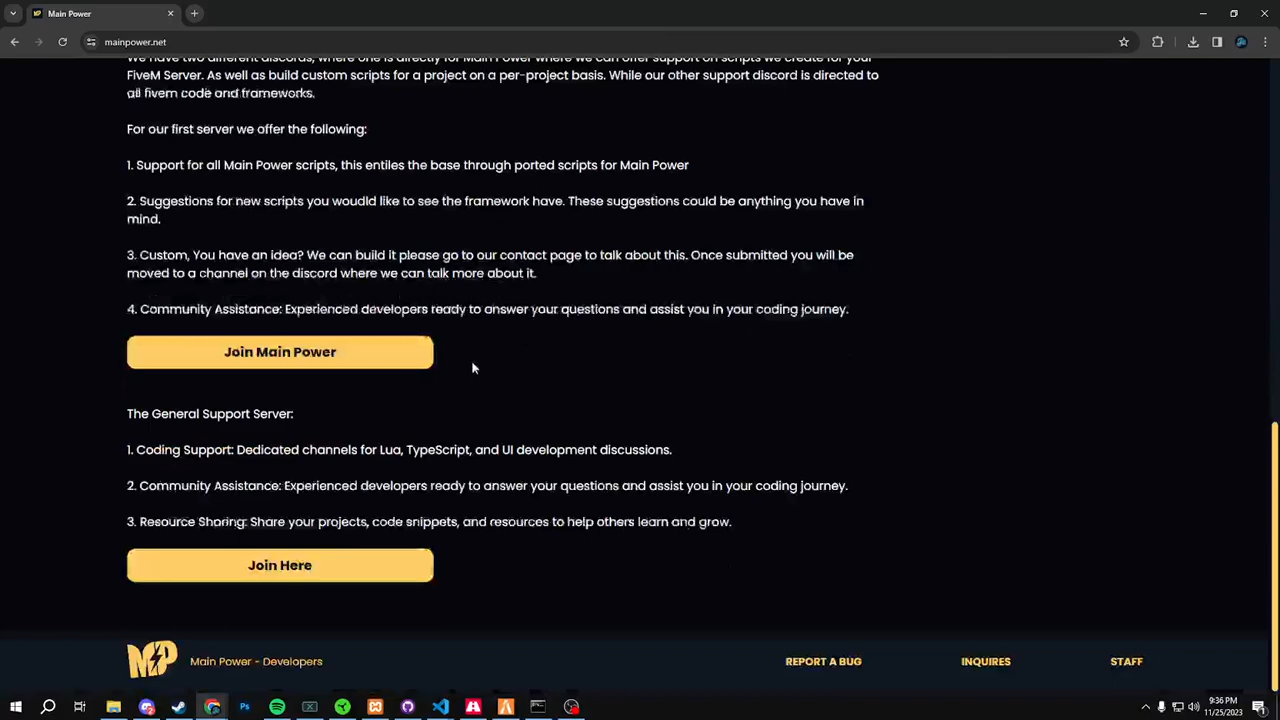 Main Power
mainpower.net
We have two different discords, where one is directly for Main Power where we can offer support on scripts we create for your
FiveM Server. As well as build custom scripts for a project on a per-project basis. While our other support discord is directed to
all fivem code and frameworks.
For our first server we offer the following:
1. Support for all Main Power scripts, this entiles the base through ported scripts for Main Power
2. Suggestions for new scripts you woudld like to see the framework have. These suggestions could be anything you have in
mind.
3. Custom, You have an idea? We can build it please go to our contact page to talk about this. Once submitted you will be
moved to a channel on the discord where we can talk more about it.
4. Community Assistance: Experienced developers ready to answer your questions and assist you in your coding journey.
Join Main Power
The General Support Server:
1. Coding Support: Dedicated channels for Lua, TypeScript, and UI development discussions.
2. Community Assistance: Experienced developers ready to answer your questions and assist you in your coding journey.
3. Resource Sharing: Share your projects, code snippets, and resources to help others learn and grow.
Join Here
MP
Main Power - Developers
REPORT A BUG
INQUIRES
STAFF
Ps
9:36 PM
11/25/2023